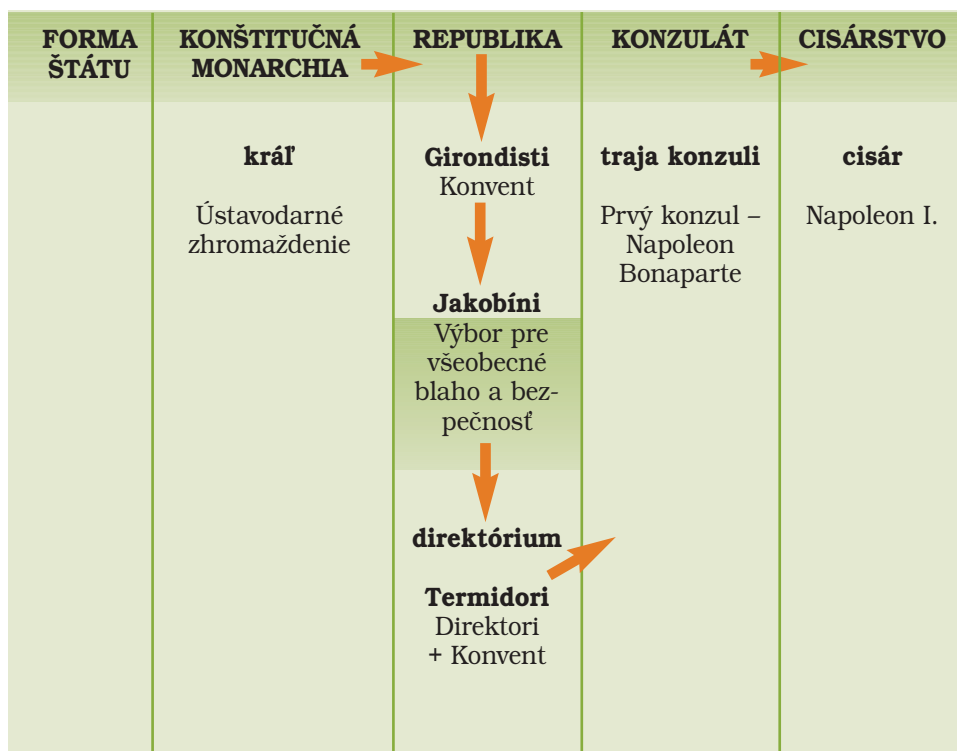 FORMA
ŠTÁTU
KONŠTITUČNÁ
MONARCHIA
REPUBLIKA
KONZULÁT
CISÁRSTVO
kráľ
Ústavodarné
zhromaždenie
Girondisti
Konvent
Jakobíni
Výbor pre
všeobecné
blaho a bez-
pečnosť
direktórium
Termidori
Direktori
+ Konvent
traja konzuli
Prvý konzul –
Napoleon
Bonaparte
cisár
Napoleon I.